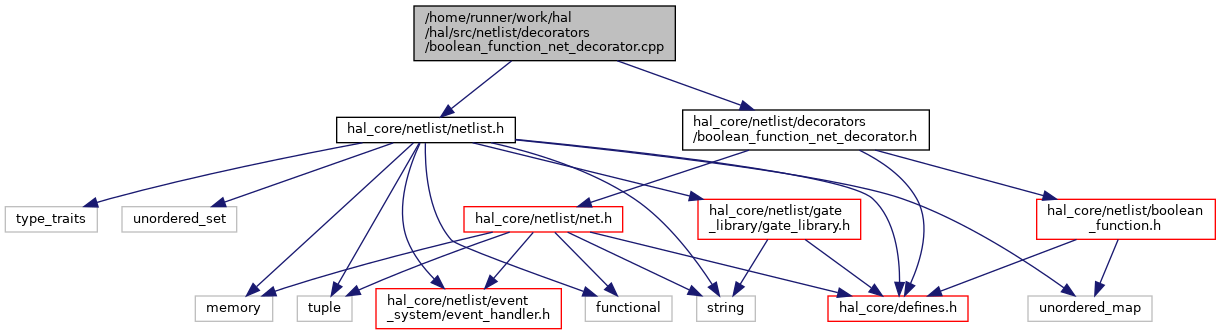 /home/runner/work/hal
/hal/src/netlist/decorators
/boolean_function_net_decorator.cpp
hal_core/netlist/netlist.h
hal_core/netlist/decorators
/boolean_function_net_decorator.h
type_traits
unordered_set
hal_core/netlist/net.h
hal_core/netlist/gate
_library/gate_library.h
hal_core/netlist/boolean
_function.h
memory
tuple
hal_core/netlist/event
_system/event_handler.h
functional
string
hal_core/defines.h
unordered_map